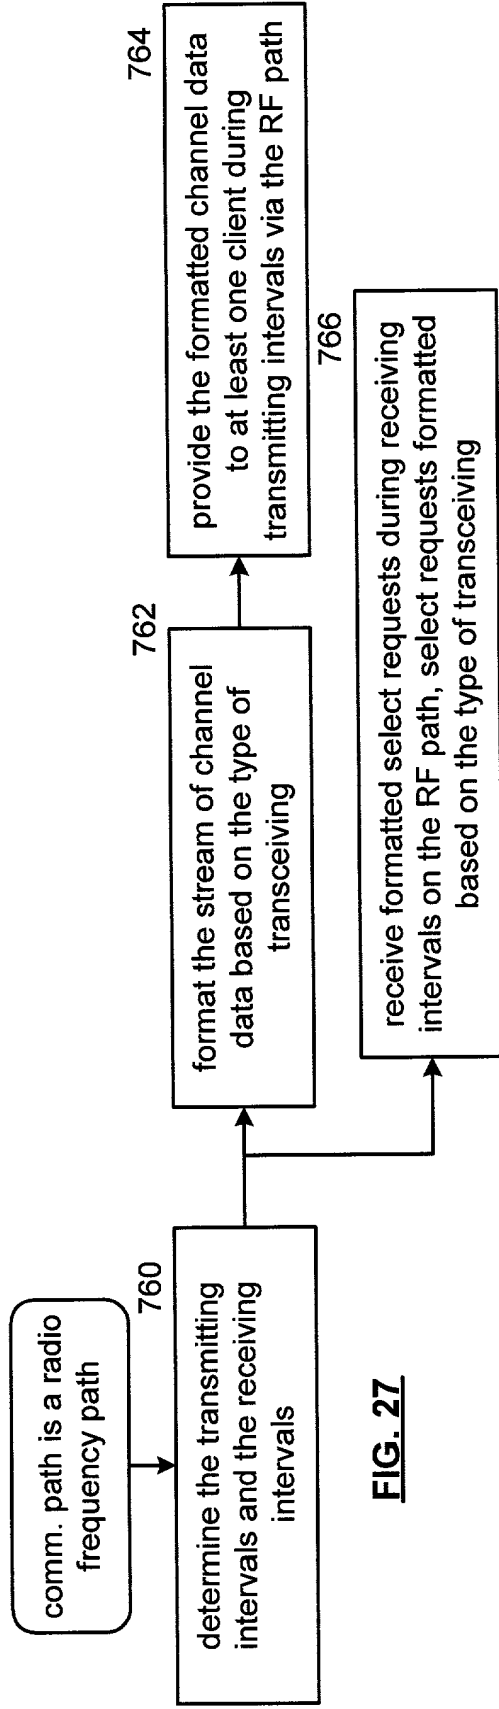 comm. path is a radio
frequency path
760
determine the transmitting
intervals and the receiving
intervals
762
format the stream of channel
data based on the type of
transceiving
764
provide the formatted channel data
to at least one client during
transmitting intervals via the RF path
766
receive formatted select requests during receiving
intervals on the RF path, select requests formatted
based on the type of transceiving
FIG. 27